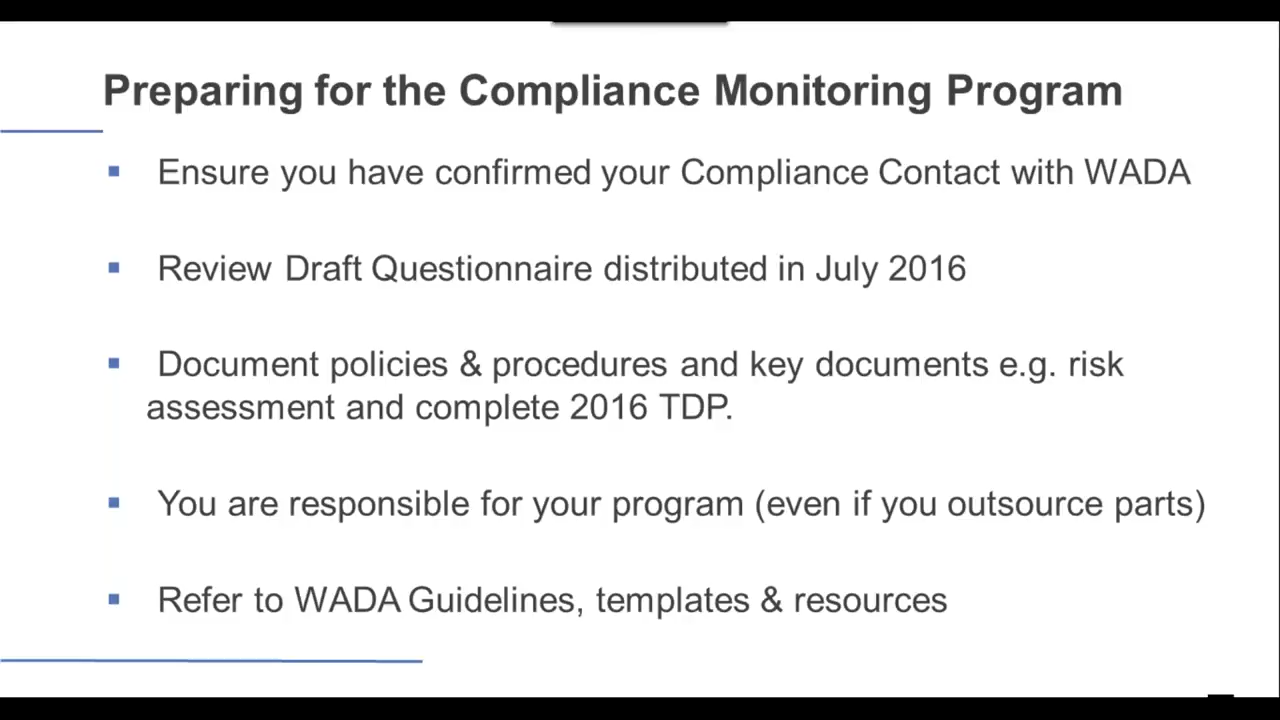 Preparing for the Compliance Monitoring Program
Ensure you have confirmed your Compliance Contact with WADA
Review Draft Questionnaire distributed in July 2016
Document policies & procedures and key documents e.g. risk
assessment and complete 2016 TDP.
You are responsible for your program (even if you outsource parts)
Refer to WADA Guidelines, templates & resources